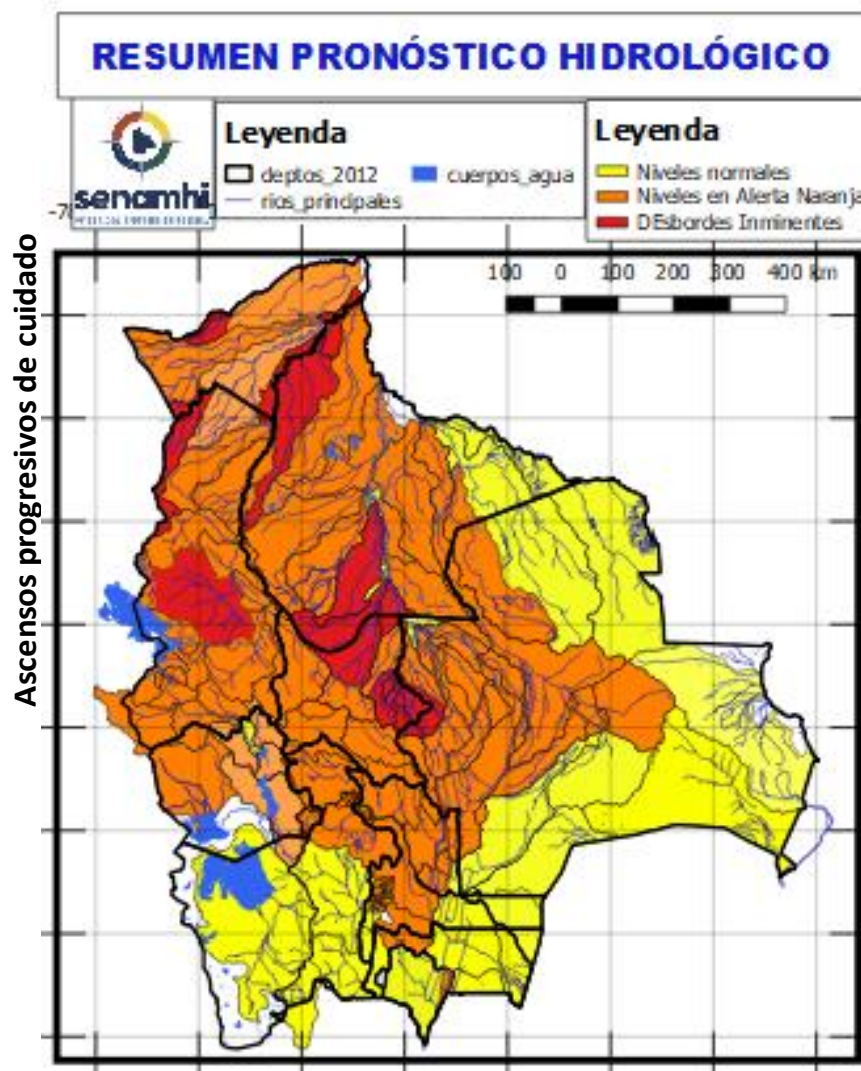 RESUMEN PRONÓSTICO HIDROLÓGICO
senamhi
Leyenda
deptos_2012
cuerpos_agua
rios_principales
Leyenda
Niveles normales
Niveles en Alerta Naranja
DEsbordes Inminentes
100 0 100 200 300 400 km
Ascensos progresivos de cuidado